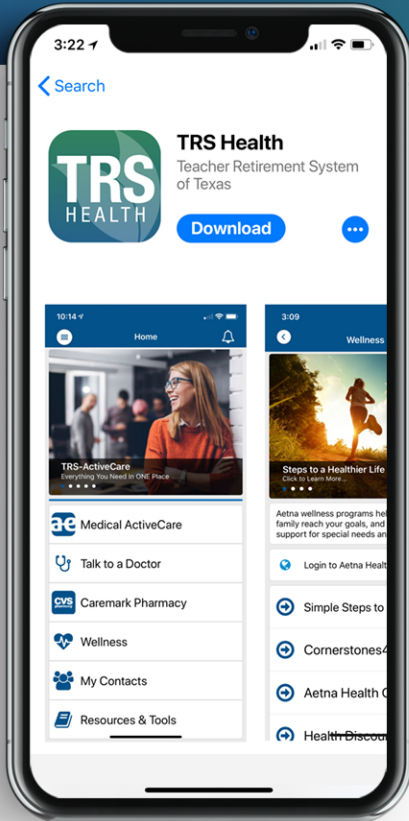 3:22
Search
TRS
HEALTH
TRS Health
Teacher Retirement System
of Texas
Download
10:14
Home
TRS-ActiveCare
Everything You Need in ONE Place
ae Medical ActiveCare
Talk to a Doctor
CVS
pharmacy
Caremark Pharmacy
Wellness
My Contacts
Resources & Tools
3:09
Wellness
Steps to a Healthier Life
Click to Learn More...
Aetna wellness programs hel
family reach your goals, and
support for special needs an
Login to Aetna Healt
Simple Steps to
Cornerstones4
Aetna Health
Health Discou